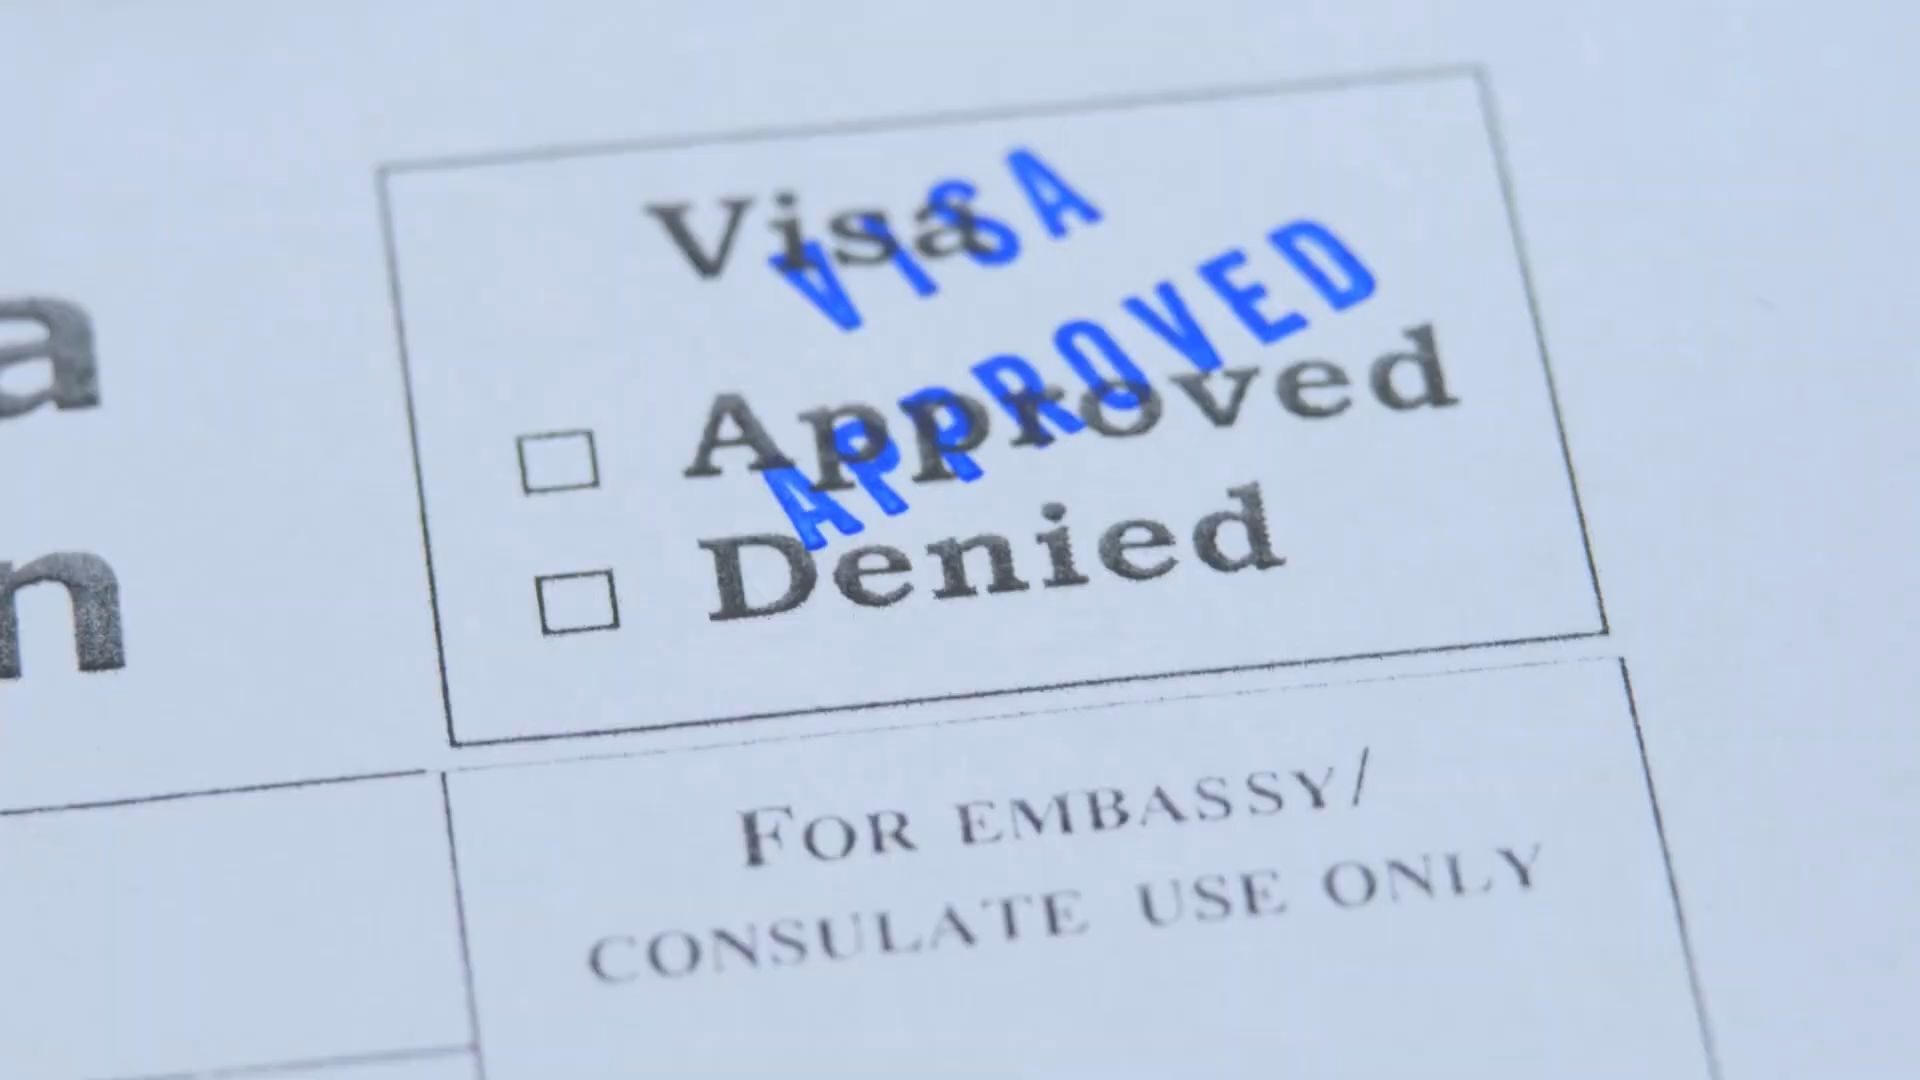 Visa
VISA
APPROVED
☐ Approved
☐ Denied
FOR EMBASSY/
CONSULATE USE ONLY
a
n